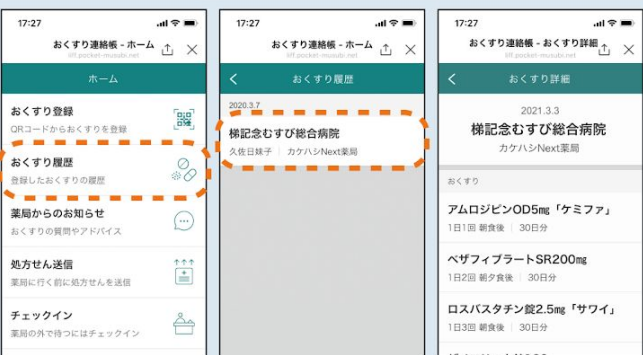 17:27
おくすり連絡帳 - ホーム
liff.pocket-musubi.net
ホーム
おくすり登録
QRコードからおくすりを登録
おくすり履歴
登録したおくすりの履歴
薬局からのお知らせ
おくすりの質問やアドバイス
処方せん送信
薬局に行く前に処方せんを送信
チェックイン
薬局の外で待つにはチェックイン
17:27
おくすり連絡帳 - ホーム
liff.pocket-musubi.net
おくすり履歴
2020.3.7
梯記念むすび総合病院
久佐日妹子 | カケハシNext薬局
17:27
おくすり連絡帳 - おくすり詳細
liff.pocket-musubi.net
おくすり詳細
2021.3.3
梯記念むすび総合病院
カケハシNext薬局
おくすり
アムロジピンOD5mg「ケミファ」
1日1回 朝食後 | 30日分
ベザフィブラートSR200mg
1日2回 朝夕食後 | 30日分
ロスバスタチン錠2.5mg「サワイ」
1日3回 朝食後 | 30日分